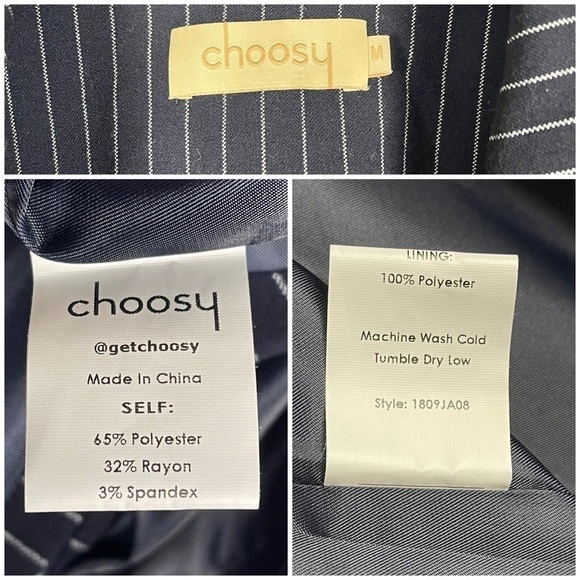 choosy
M
choosy
@getchoosy
Made In China
SELF:
65% Polyester
32% Rayon
3% Spandex
LINING:
100% Polyester
Machine Wash Cold
Tumble Dry Low
Style: 1809JA08